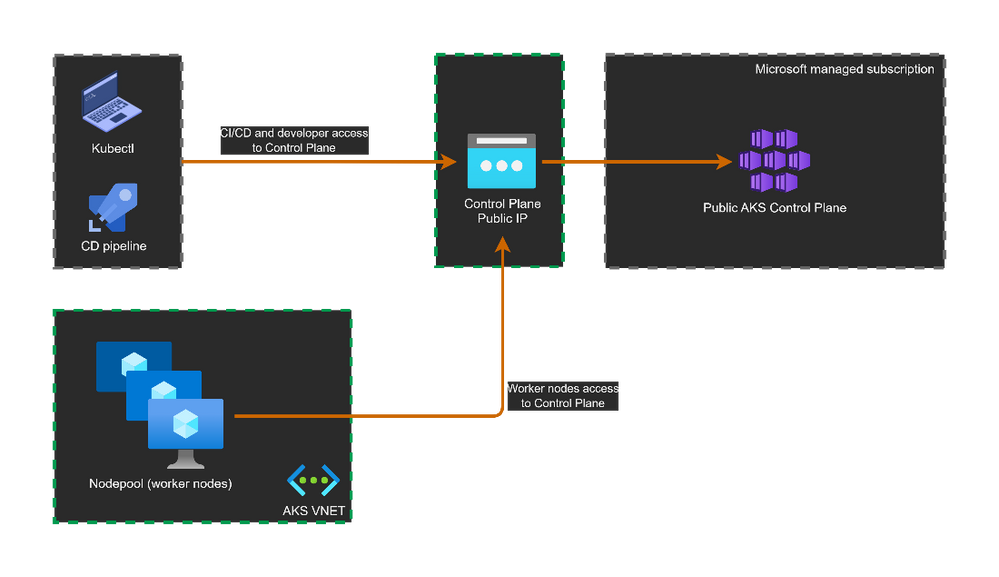 Microsoft managed subscription
Kubectl
CD pipeline
CI/CD and developer access
to Control Plane
Control Plane
Public IP
Public AKS Control Plane
Worker nodes access
to Control Plane
Nodepool (worker nodes)
AKS VNET